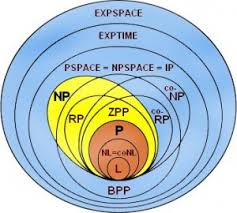 EXPSPACE
EXPTIME
PSPACE = NPSPACE = IP
NP
co-
NP
ZPP
RP
co-
RP
P
NL=coNL
L
BPP